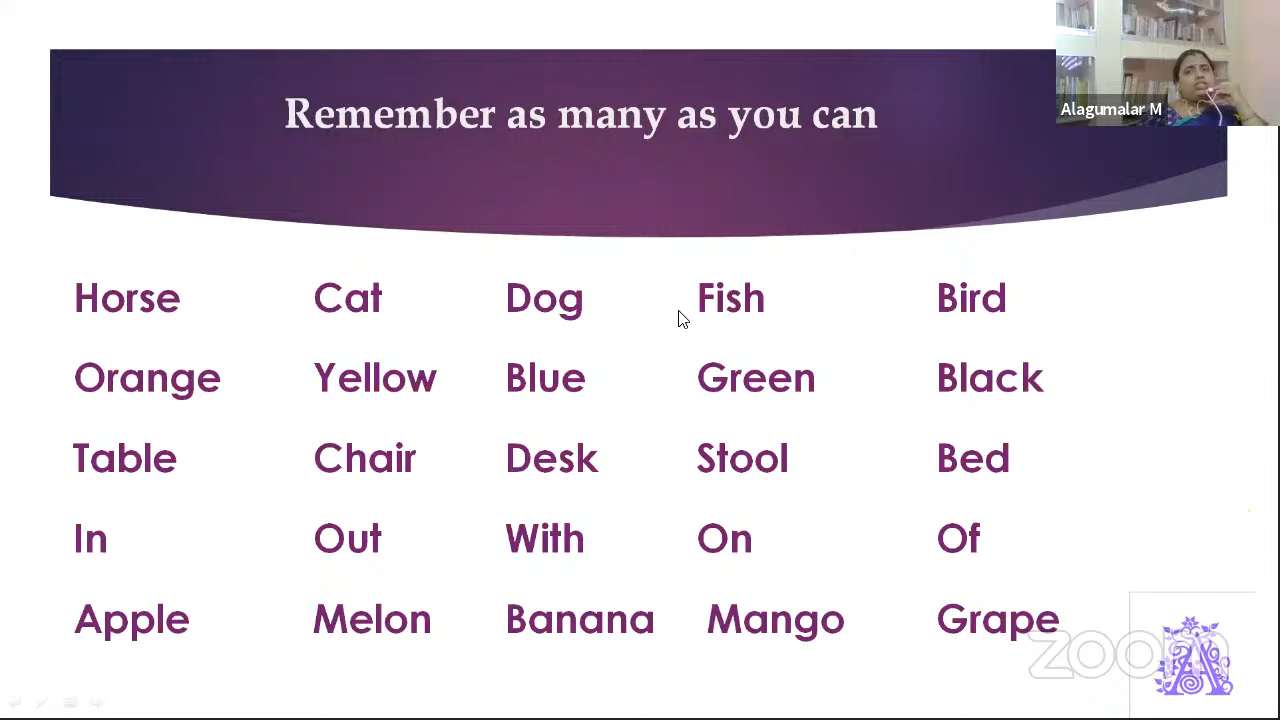 Remember as many as you can
Alagumalar M
Horse Cat Dog Fish Bird
Orange Yellow Blue Green Black
Table Chair Desk Stool Bed
In Out With On Of
Apple Melon Banana Mango Grape
zoom
A